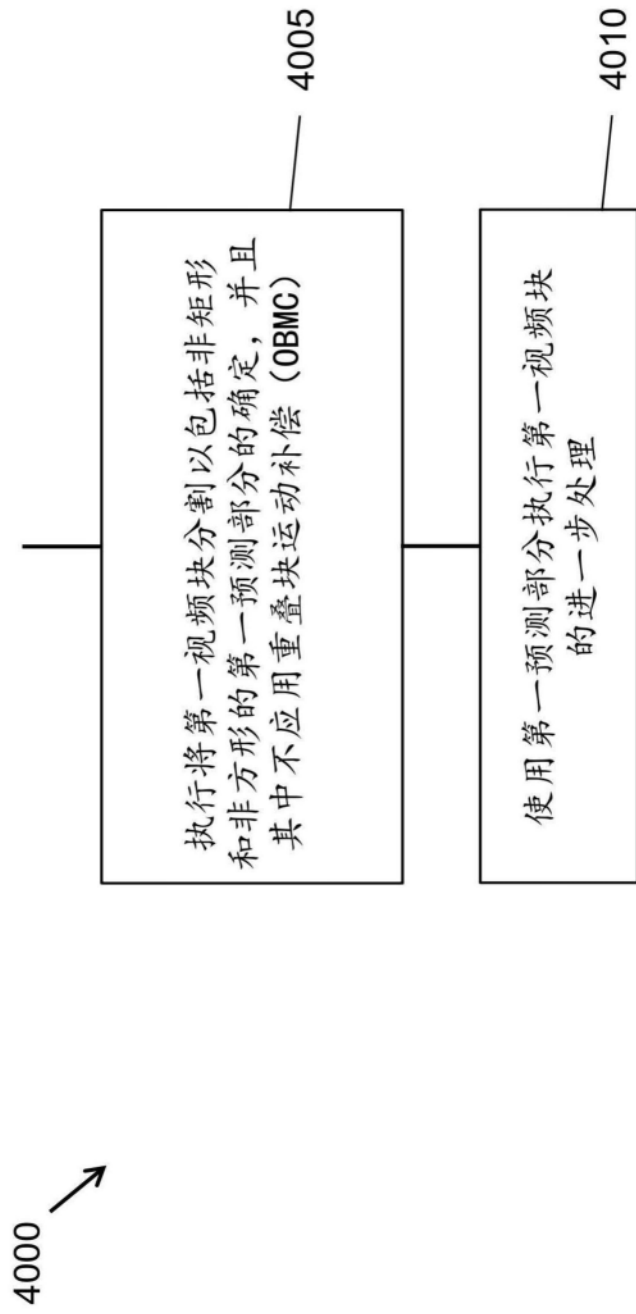 4000
执行将第一视频块分割以包括非矩形
和非方形的第一预测部分的确定，并且
其中不应用重叠块运动补偿（OBMC）
4005
使用第一预测部分执行第一视频块
的进一步处理
4010